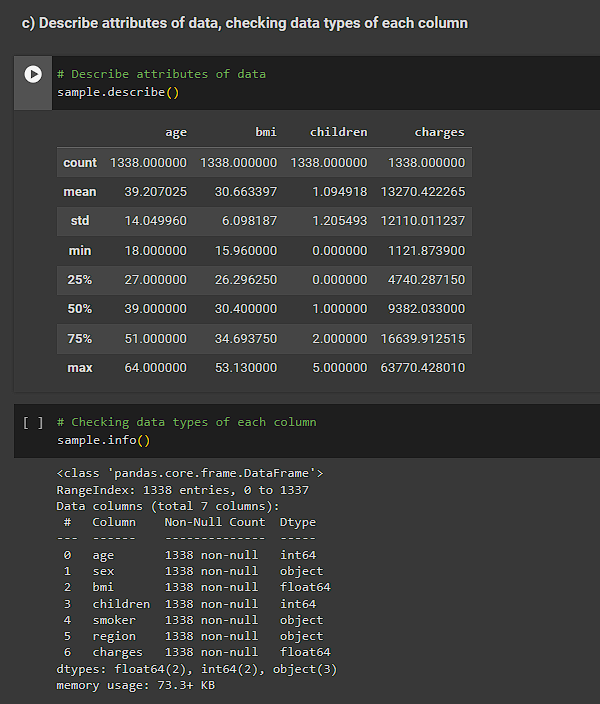 c) Describe attributes of data, checking data types of each column
# Describe attributes of data
sample.describe()
age bmi children charges
count 1338.000000 1338.000000 1338.000000 1338.000000
mean 39.207025 30.663397 1.094918 13270.422265
std 14.049960 6.098187 1.205493 12110.011237
min 18.000000 15.960000 0.000000 1121.873900
25% 27.000000 26.296250 0.000000 4740.287150
50% 39.000000 30.400000 1.000000 9382.033000
75% 51.000000 34.693750 2.000000 16639.912515
max 64.000000 53.130000 5.000000 63770.428010
[ ] # Checking data types of each column
sample.info()
<class 'pandas.core.frame.DataFrame'>
RangeIndex: 1338 entries, 0 to 1337
Data columns (total 7 columns):
# Column Non-Null Count Dtype
--- ------ -------------- -----
0 age 1338 non-null int64
1 sex 1338 non-null object
2 bmi 1338 non-null float64
3 children 1338 non-null int64
4 smoker 1338 non-null object
5 region 1338 non-null object
6 charges 1338 non-null float64
dtypes: float64(2), int64(2), object(3)
memory usage: 73.3+ KB